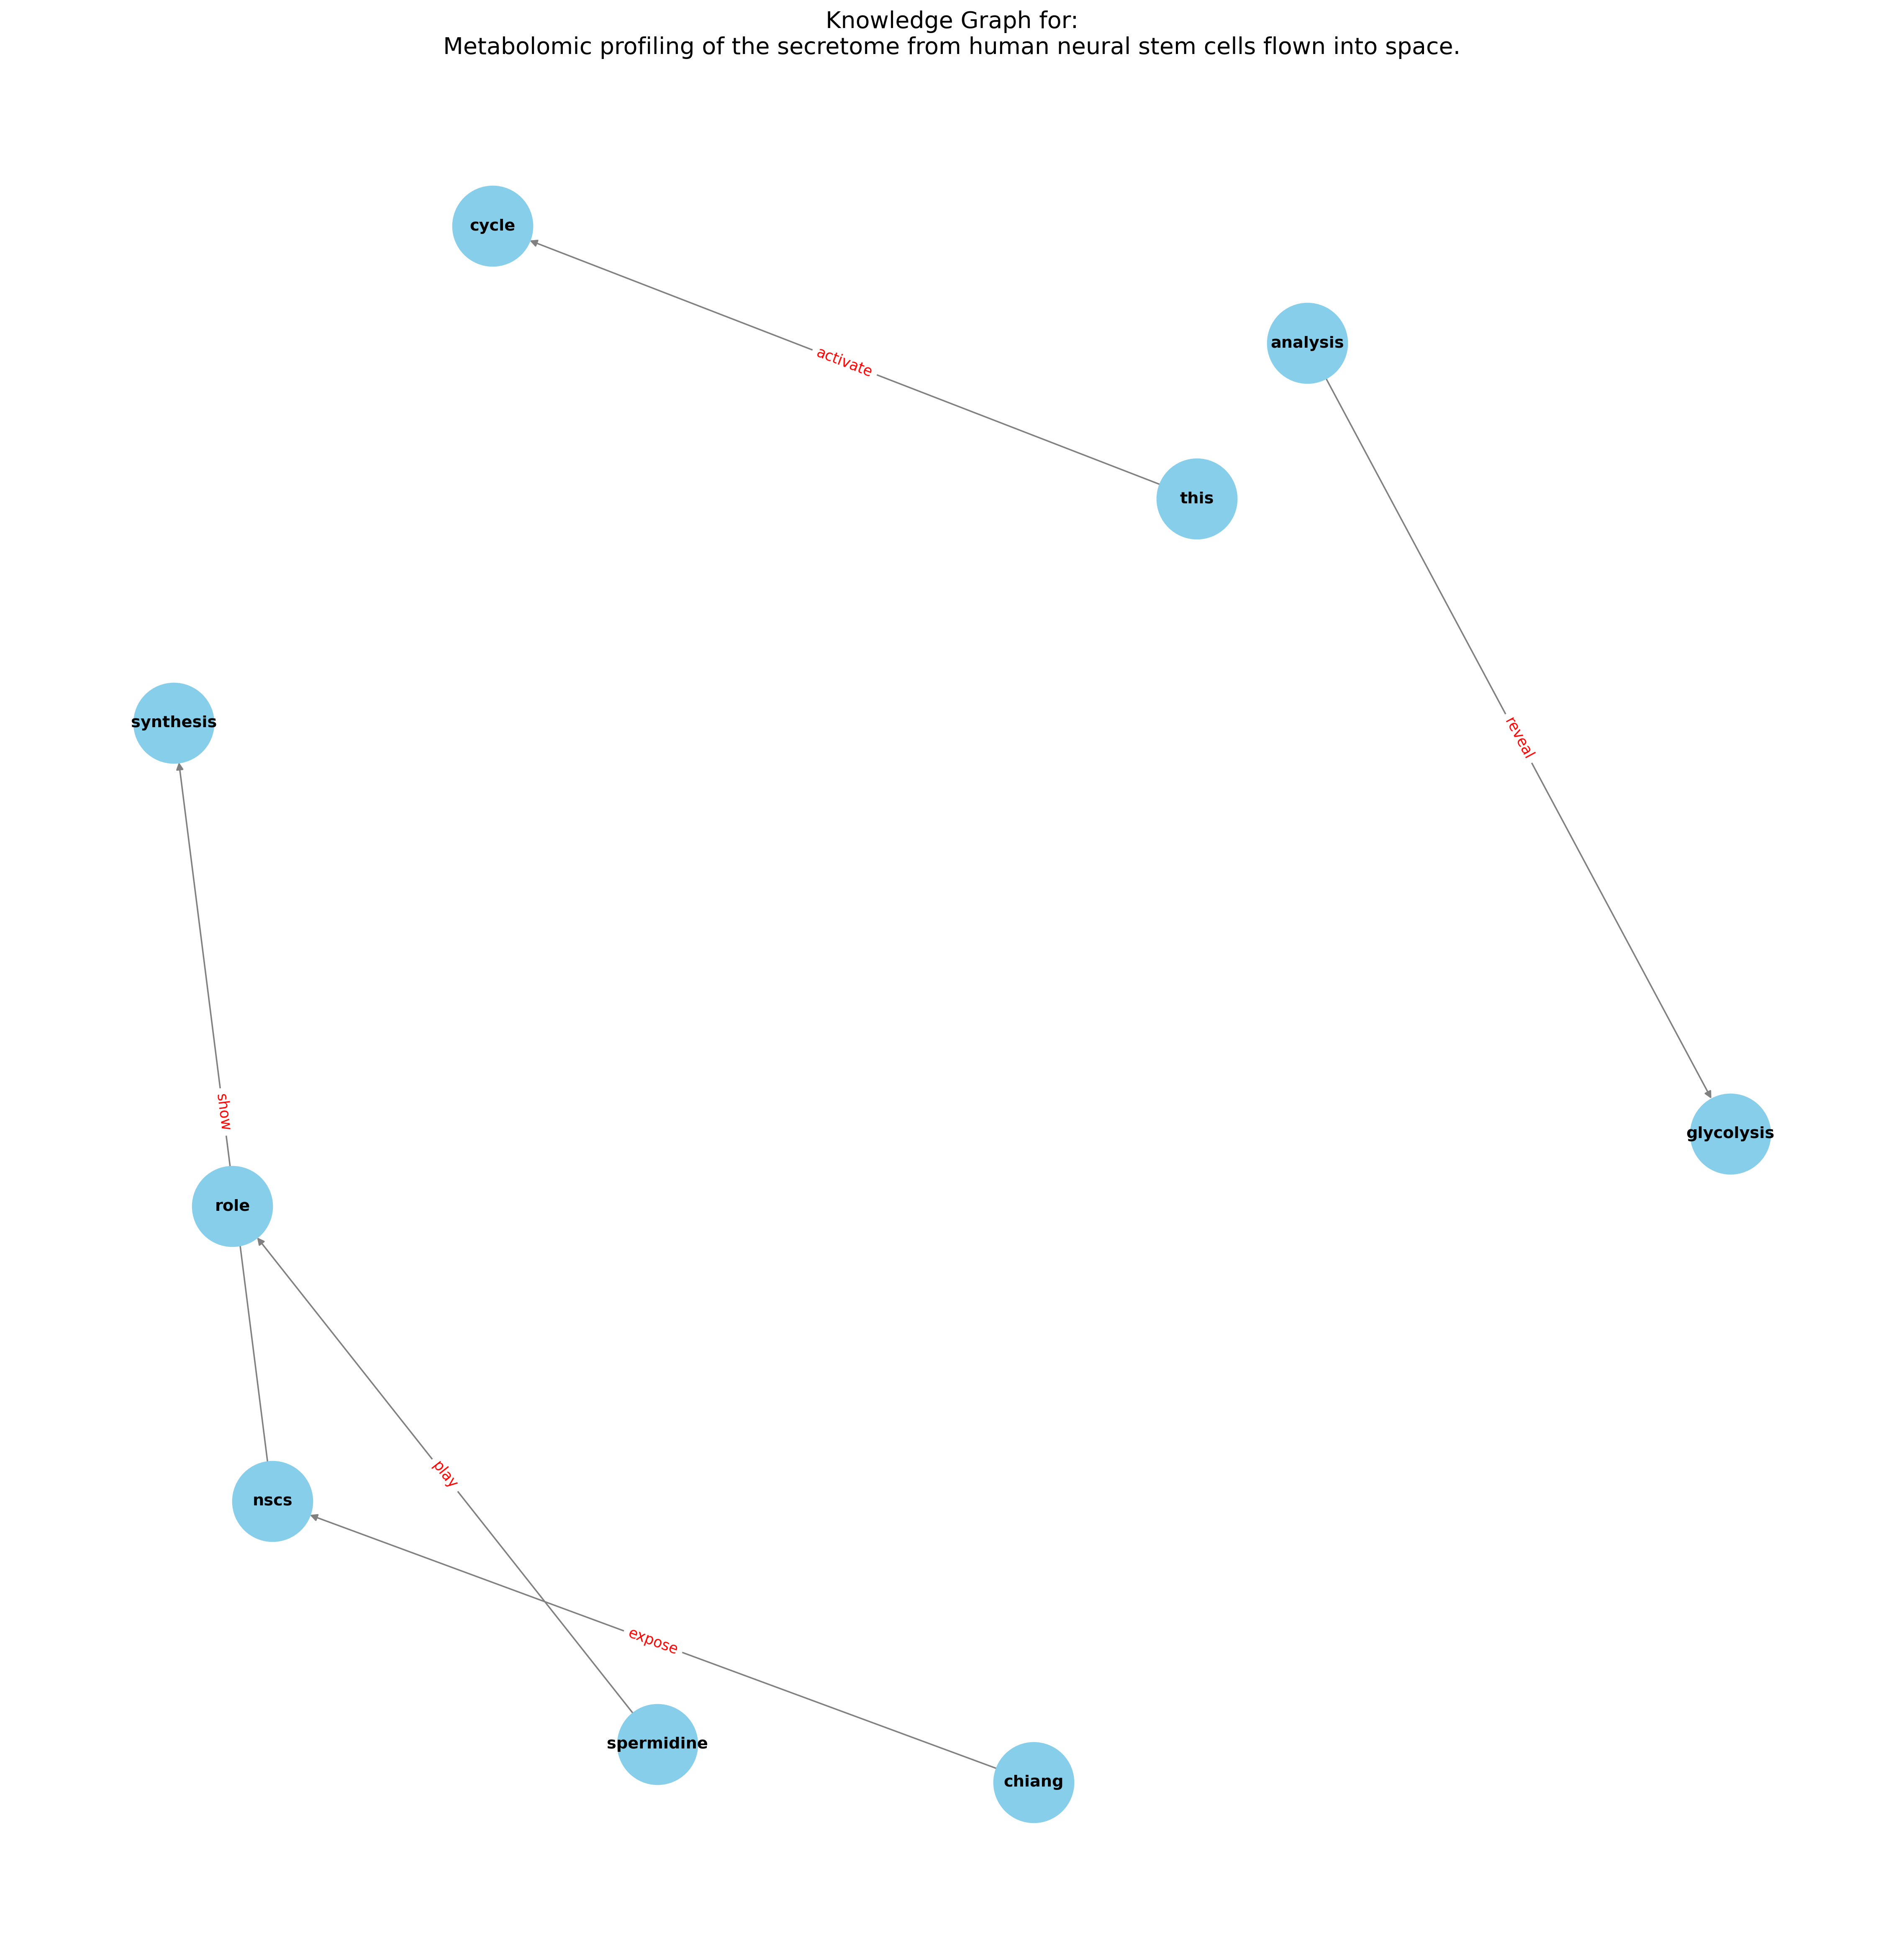 Knowledge Graph for:
Metabolomic profiling of the secretome from human neural stem cells flown into space.
cycle
analysis
activate
this
synthesis
reveal
show
glycolysis
role
play
nscs
expose
spermidine
chiang